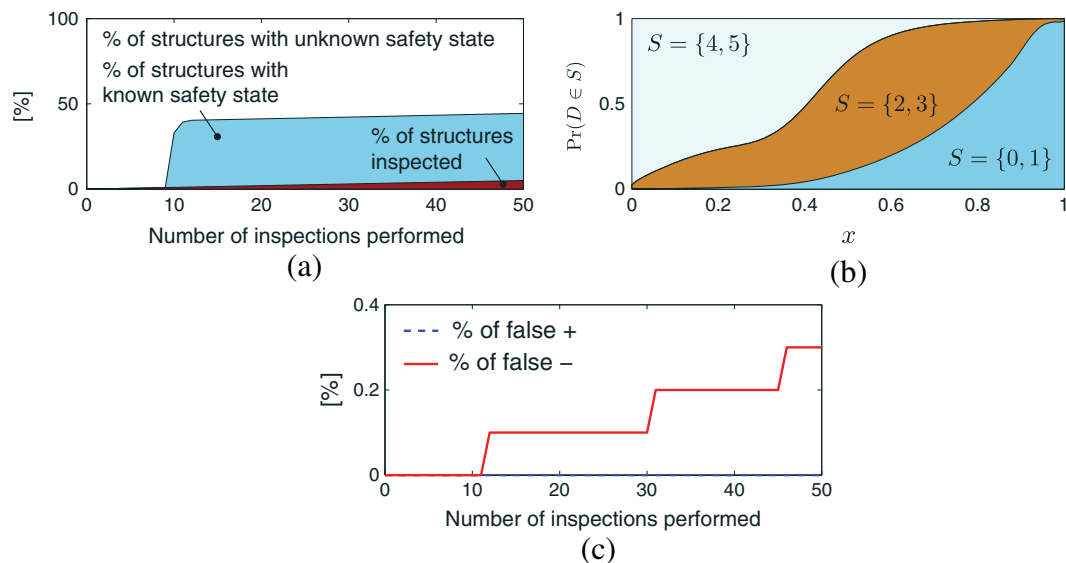 100
50
0
[%]
% of structures with unknown safety state
% of structures with
known safety state
% of structures
inspected
0 10 20 30 40 50
Number of inspections performed
(a)
1
0.5
0
Pr(D ∈ S)
S = {4, 5}
S = {2, 3}
S = {0, 1}
0 0.2 0.4 0.6 0.8 1
x
(b)
0.4
0.2
0
[%]
% of false +
% of false −
0 10 20 30 40 50
Number of inspections performed
(c)